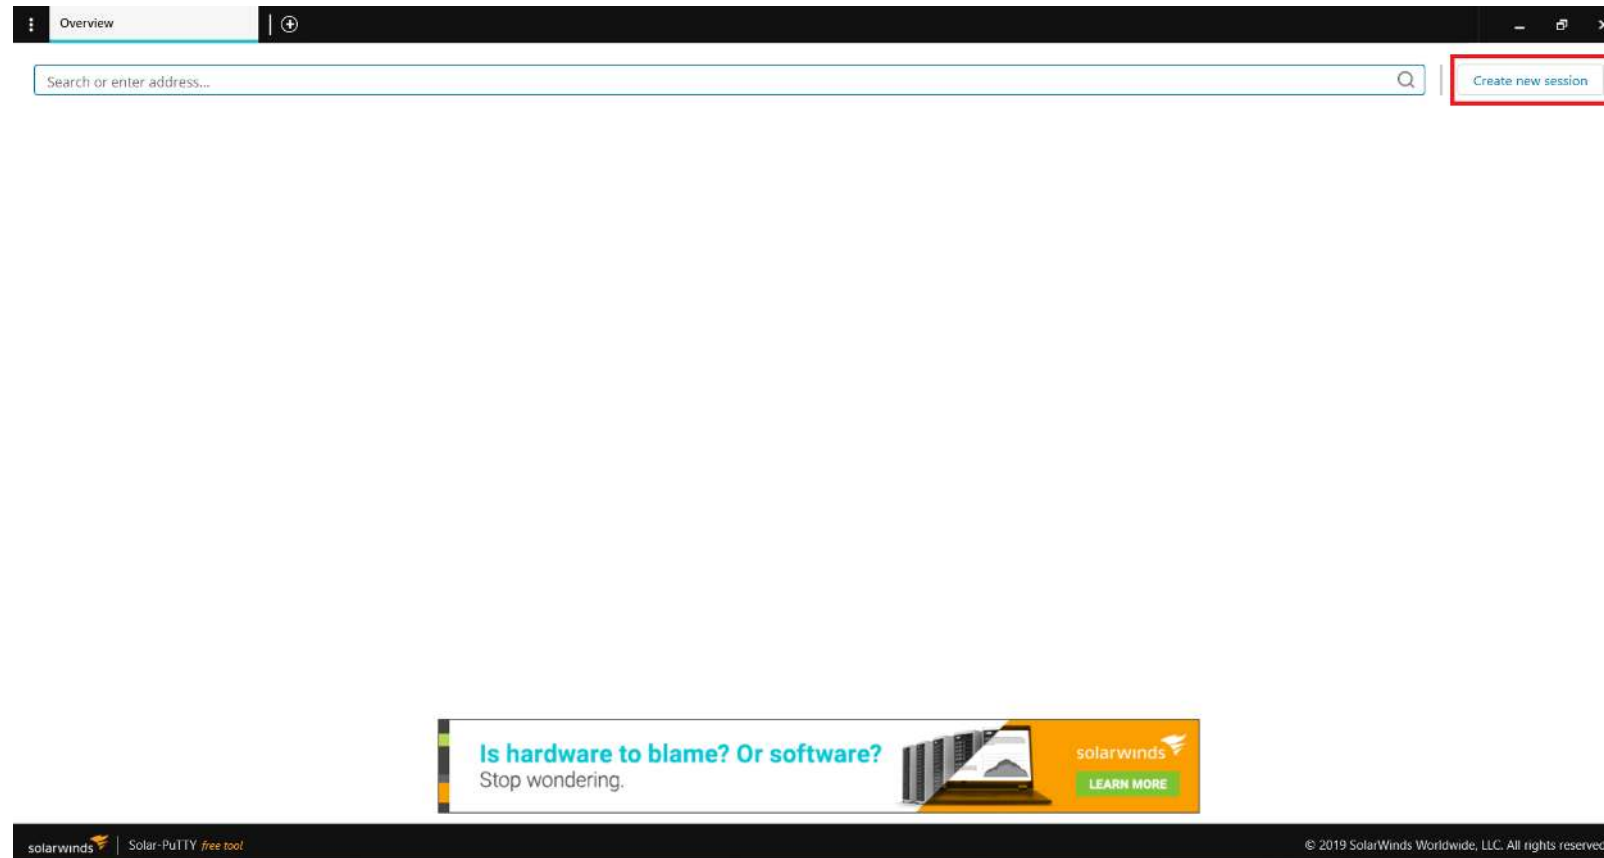 Overview
Search or enter address...
Create new session
Is hardware to blame? Or software?
Stop wondering.
solarwinds
LEARN MORE
solarwinds Solar-PuTTY free tool
© 2019 SolarWinds Worldwide, LLC. All rights reserved